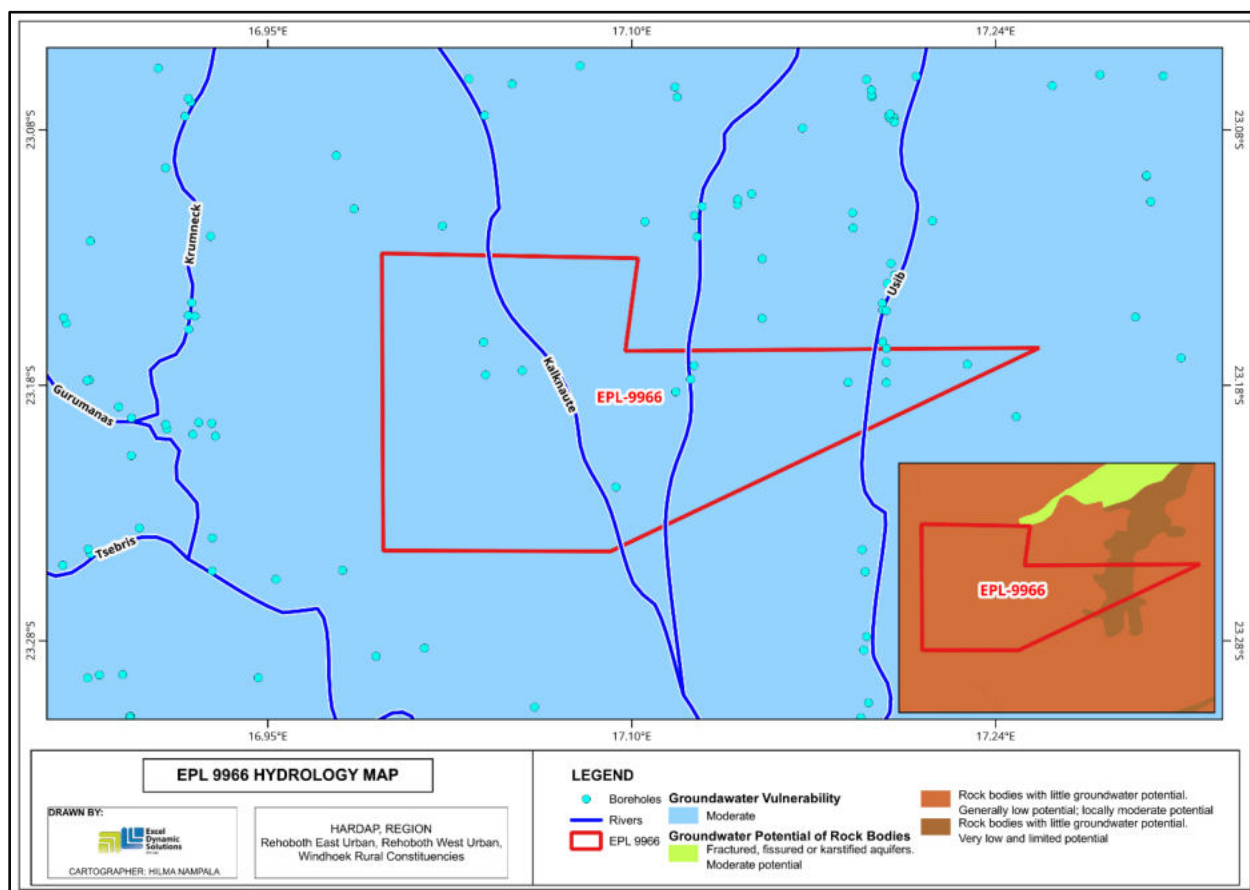 16.95°E
17.10°E
17.24°E
23.08°S
23.08°S
Krumneck
Usib
Kalknaute
23.18°S
23.18°S
EPL-9966
Gurumanas
Tsebris
EPL-9966
23.28°S
23.28°S
16.95°E
17.10°E
17.24°E
EPL 9966 HYDROLOGY MAP
DRAWN BY:
Excel
Dynamic
Solutions
CARTOGRAPHER: HILMA NAMPALA
HARDAP, REGION
Rehoboth East Urban, Rehoboth West Urban,
Windhoek Rural Constituencies
LEGEND
Boreholes
Rivers
EPL 9966
Groundawater Vulnerability
Moderate
Groundwater Potential of Rock Bodies
Fractured, fissured or karstified aquifers.
Moderate potential
Rock bodies with little groundwater potential.
Generally low potential; locally moderate potential
Rock bodies with little groundwater potential.
Very low and limited potential